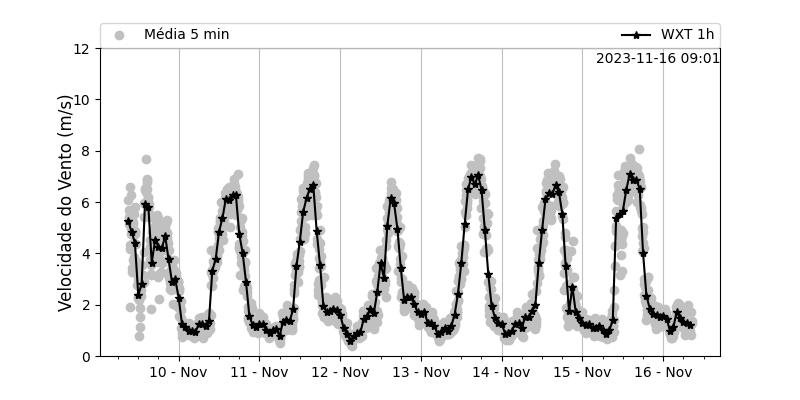 Média 5 min
WXT 1h
2023-11-16 09:01
Velocidade do Vento (m/s)
12
10
8
6
4
2
0
10 - Nov
11 - Nov
12 - Nov
13 - Nov
14 - Nov
15 - Nov
16 - Nov